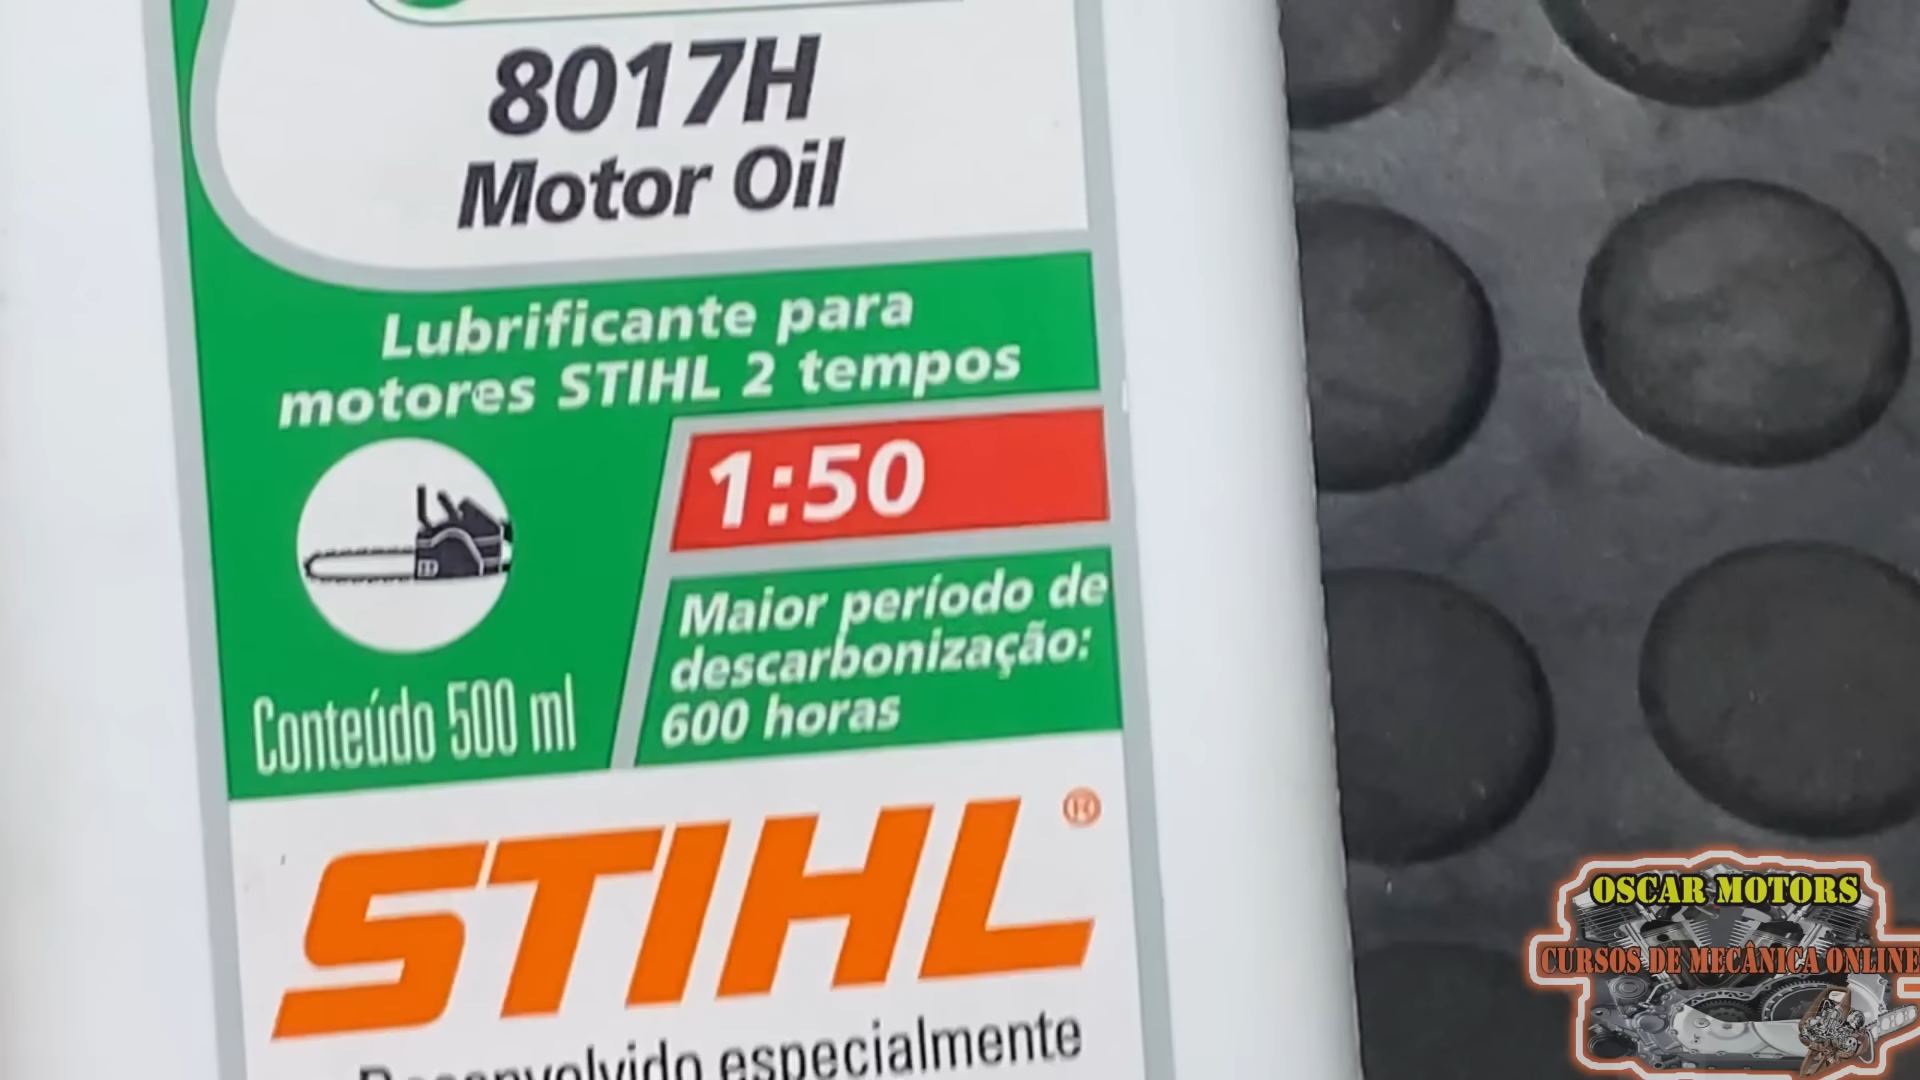 8017H
Motor Oil
Lubrificante para
motores STIHL 2 tempos
1:50
Maior período de
descarbonização:
600 horas
Conteúdo 500 ml
STIHL®
Desenvolvido especialmente
OSCAR MOTORS
CURSOS DE MECÂNICA ONLINE